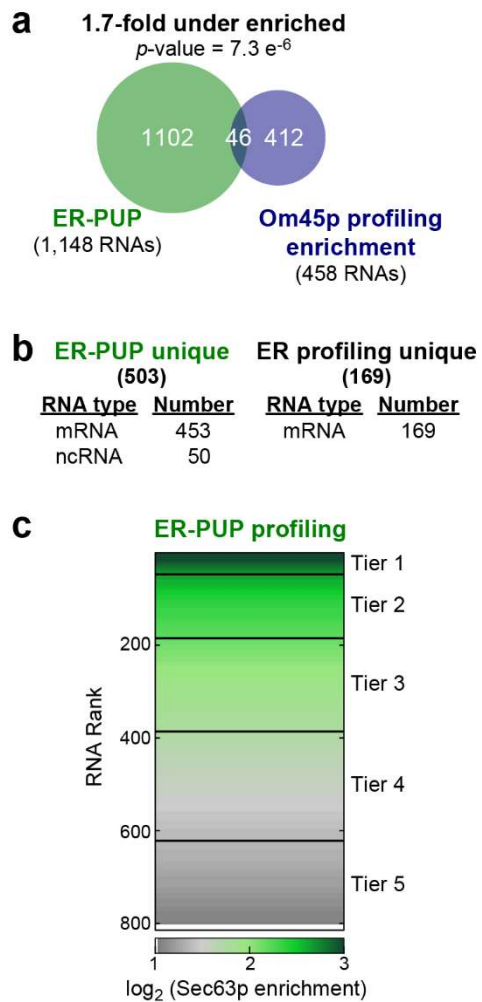 a
1.7-fold under enriched
p-value = 7.3 e-6
1102 46 412
ER-PUP
(1,148 RNAs)
Om45p profiling
enrichment
(458 RNAs)
b
ER-PUP unique
(503)
RNA type Number
mRNA 453
ncRNA 50
ER profiling unique
(169)
RNA type Number
mRNA 169
c
ER-PUP profiling
Tier 1
Tier 2
Tier 3
Tier 4
Tier 5
RNA Rank
200
400
600
800
1 2 3
log2 (Sec63p enrichment)